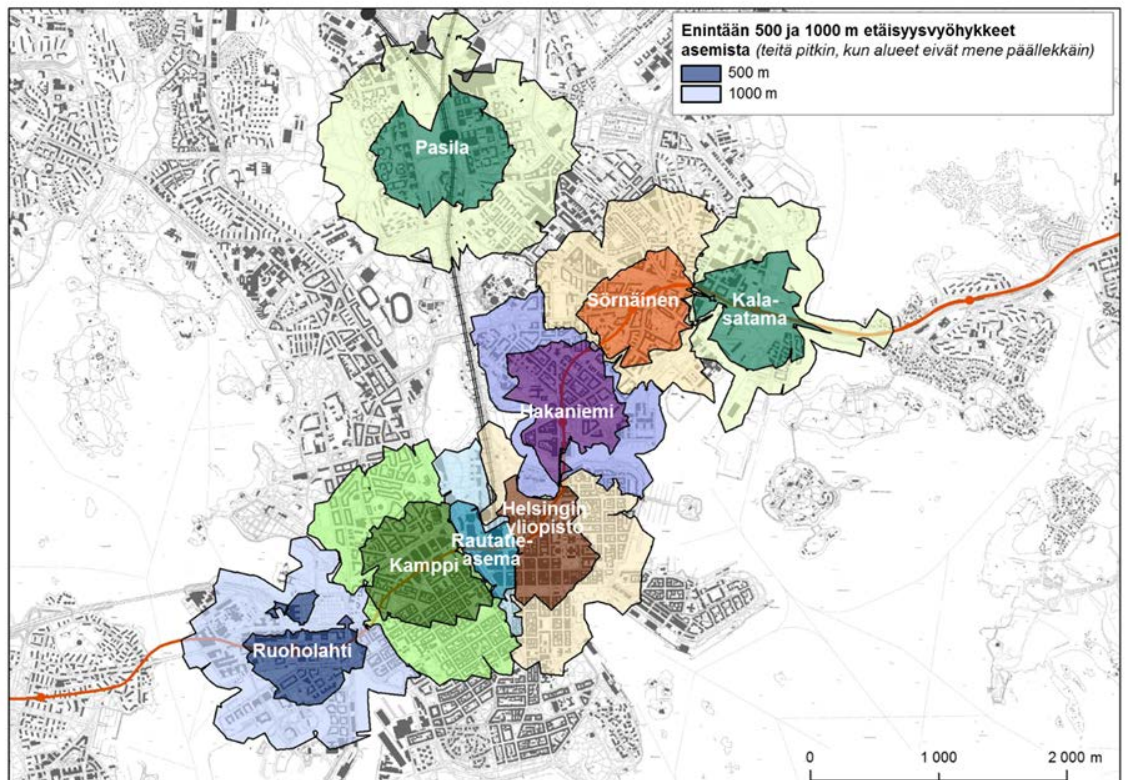 Enintään 500 ja 1000 m etäisyysvyöhykkeet
asemista (teitä pitkin, kun alueet eivät mene päällekkäin)
500 m
1000 m
Pasila
Sörnäinen
Kala-
satama
Hakaniemi
Helsingin
yliopisto
Rautatie-
asema
Kamppi
Ruoholahti
0 1 000 2 000 m